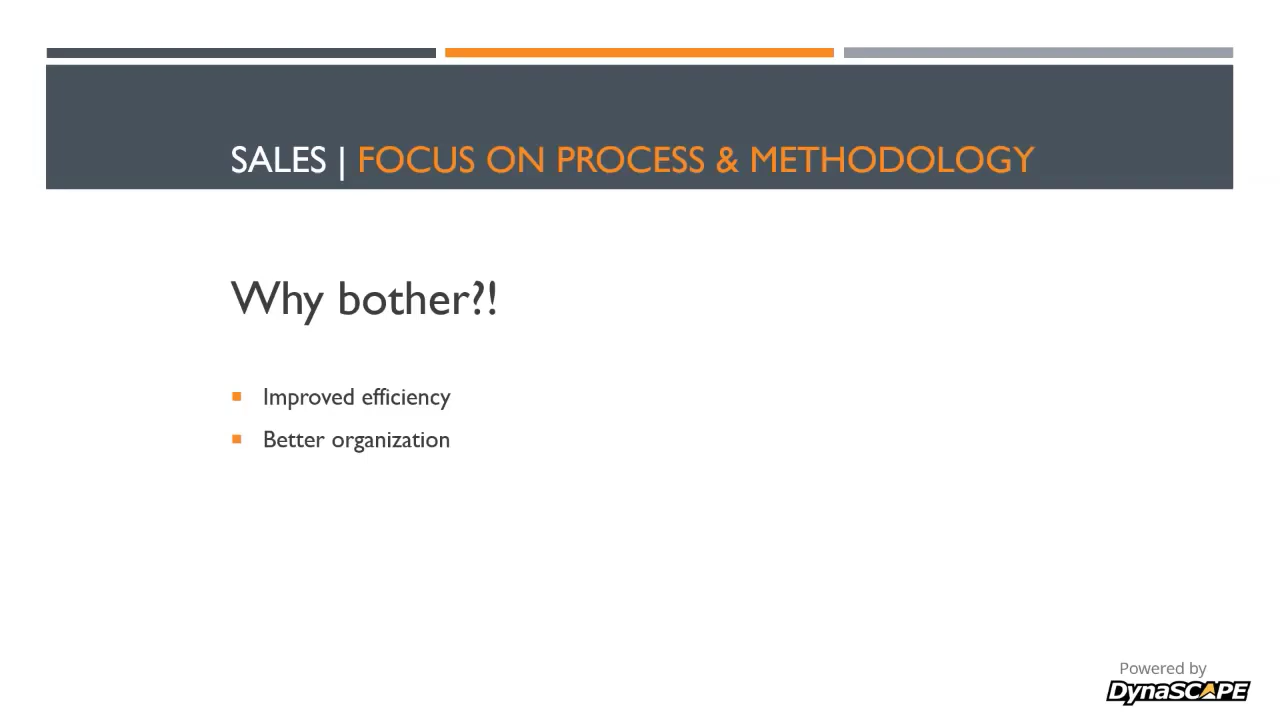 SALES | FOCUS ON PROCESS & METHODOLOGY
Why bother?!
Improved efficiency
Better organization
Powered by
DynaSCAPE